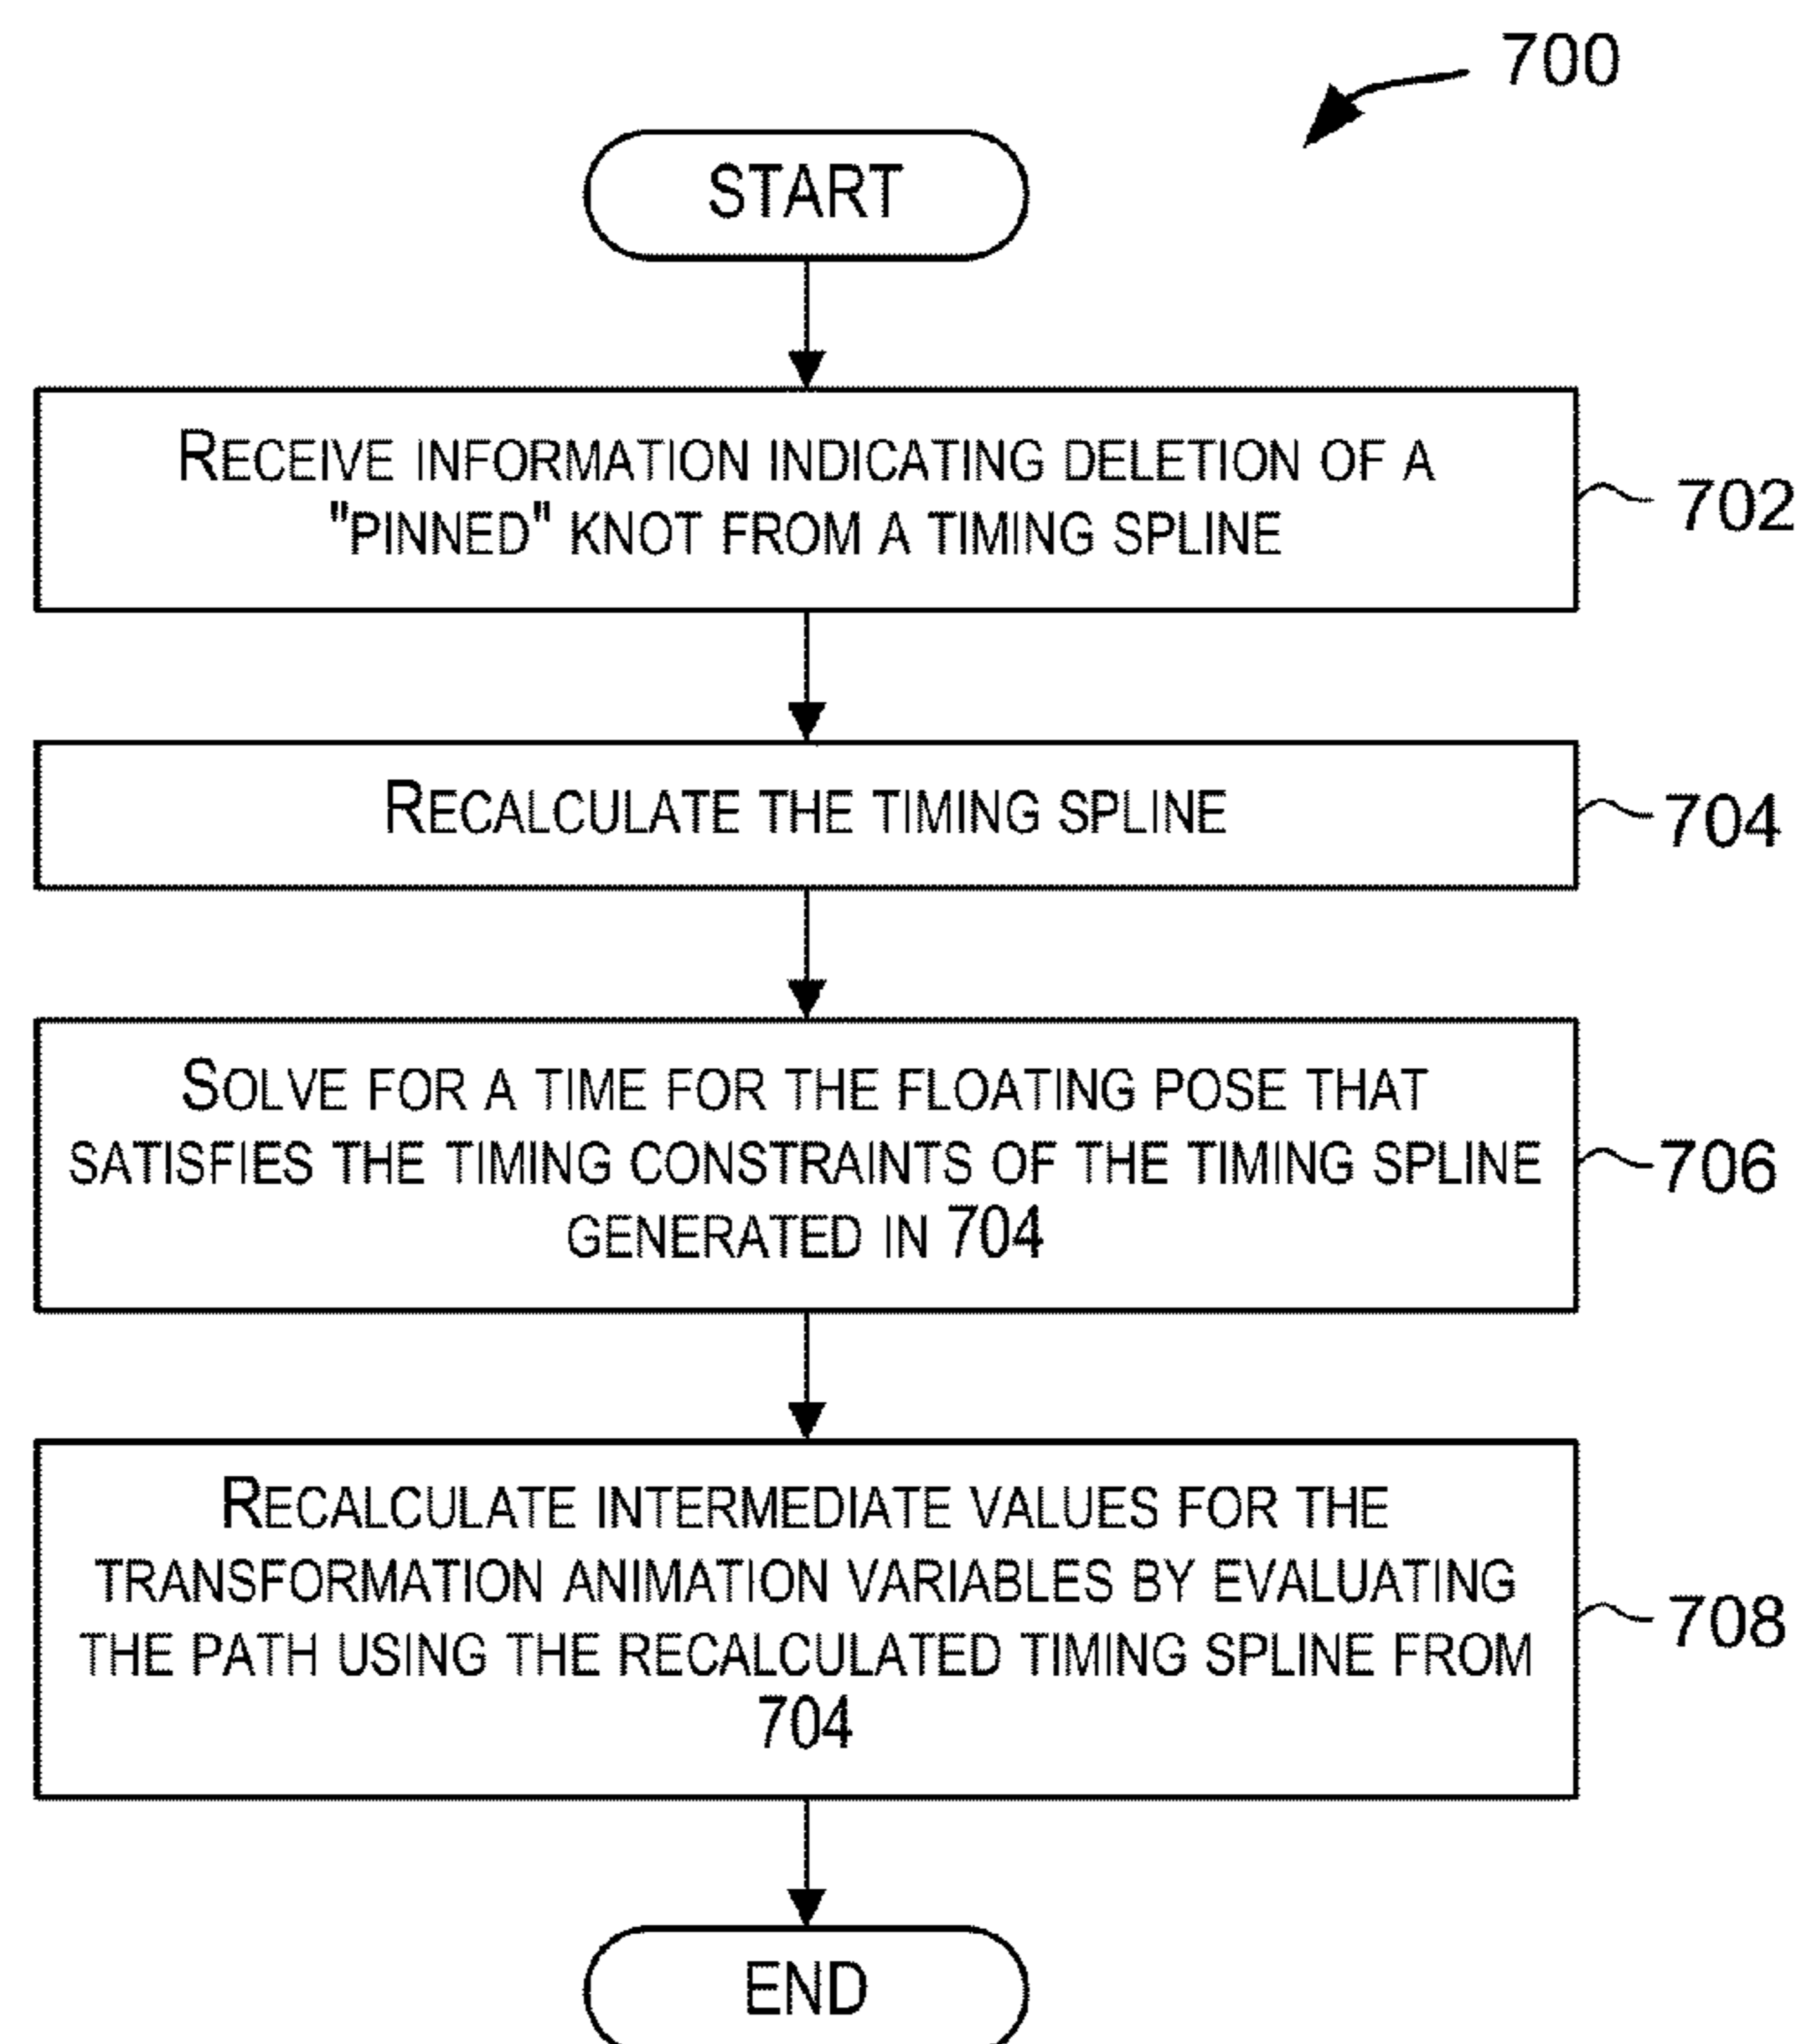 700
START
RECEIVE INFORMATION INDICATING DELETION OF A
"PINNED" KNOT FROM A TIMING SPLINE
702
RECALCULATE THE TIMING SPLINE
704
SOLVE FOR A TIME FOR THE FLOATING POSE THAT
SATISFIES THE TIMING CONSTRAINTS OF THE TIMING SPLINE
GENERATED IN 704
706
RECALCULATE INTERMEDIATE VALUES FOR THE
TRANSFORMATION ANIMATION VARIABLES BY EVALUATING
THE PATH USING THE RECALCULATED TIMING SPLINE FROM
704
708
END